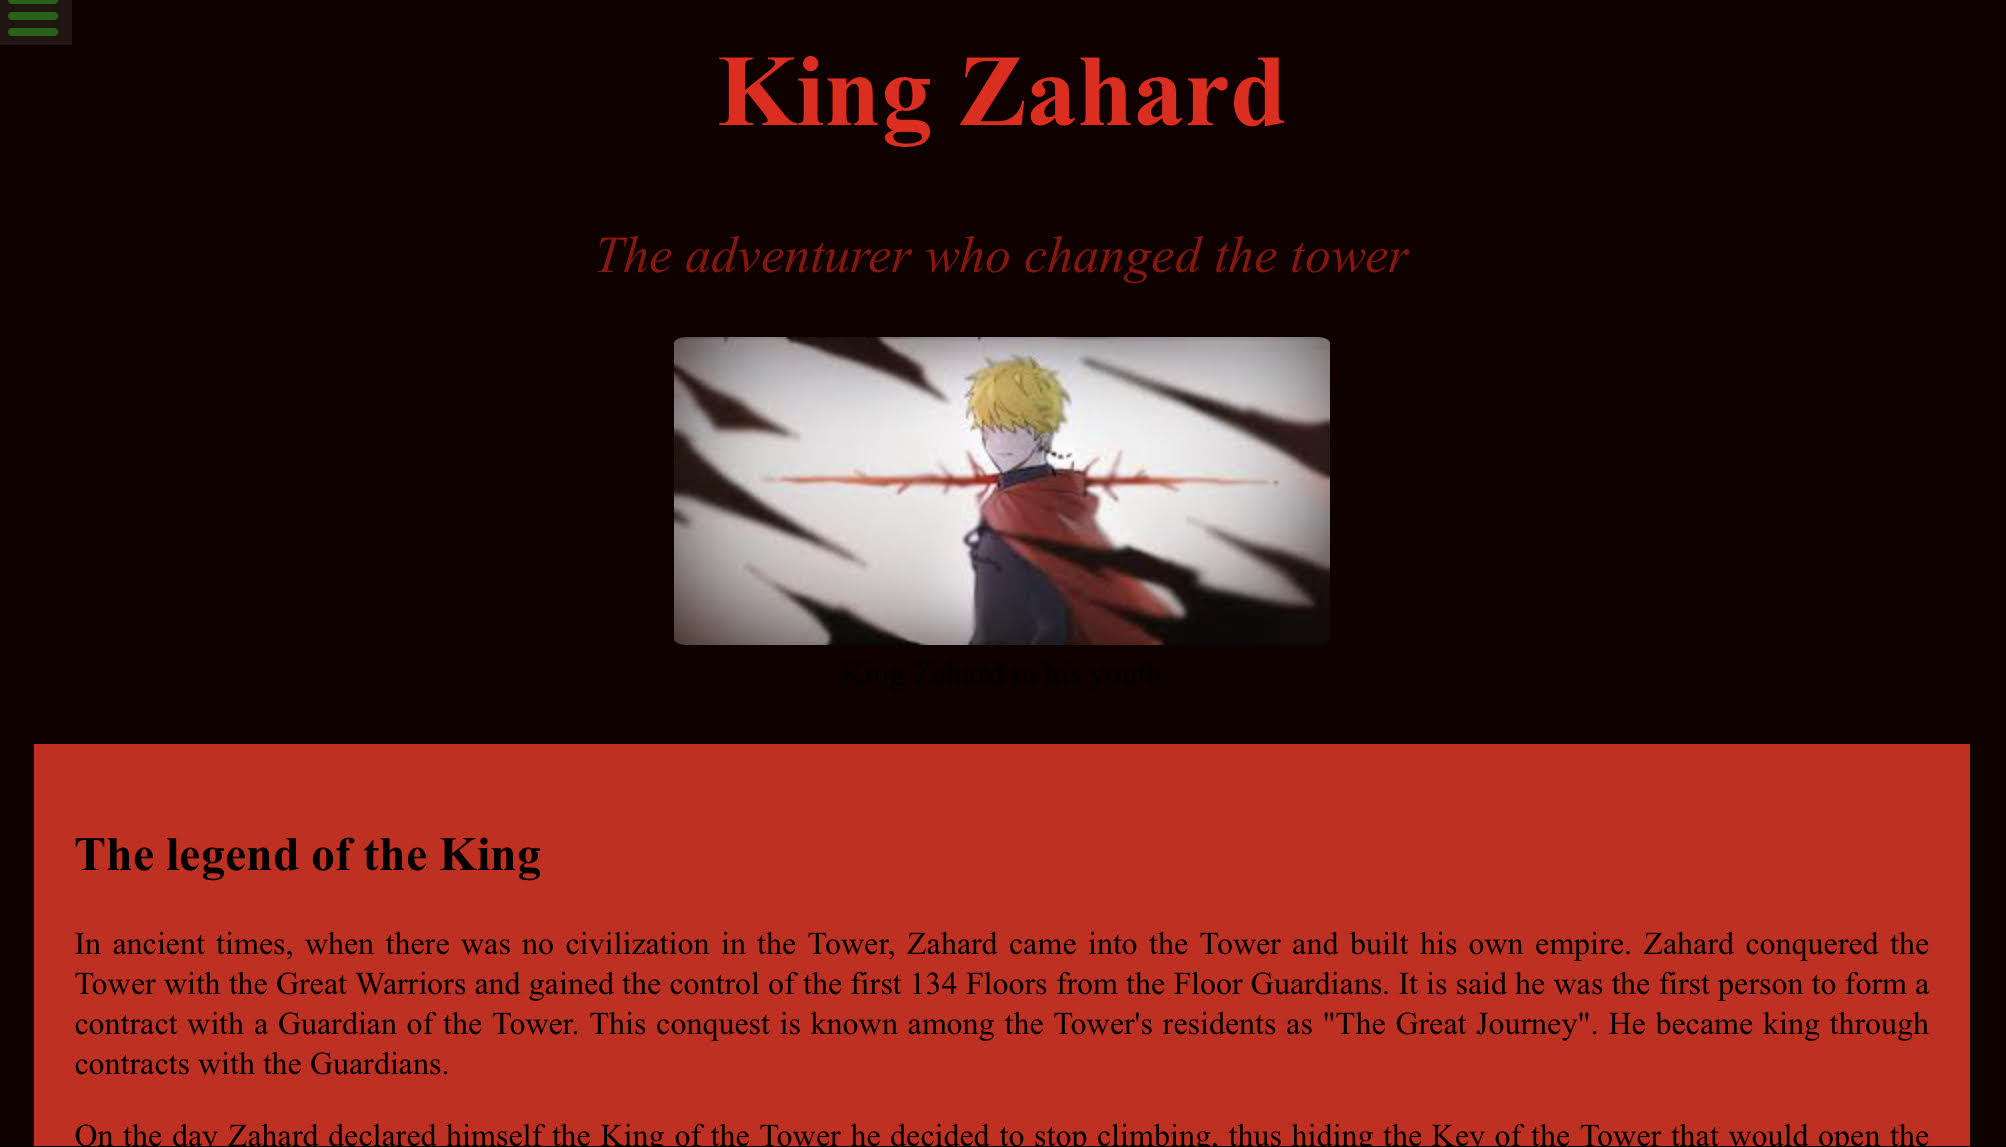 King Zahard
The adventurer who changed the tower
King Zahard in his youth
The legend of the King
In ancient times, when there was no civilization in the Tower, Zahard came into the Tower and built his own empire. Zahard conquered the
Tower with the Great Warriors and gained the control of the first 134 Floors from the Floor Guardians. It is said he was the first person to form a
contract with a Guardian of the Tower. This conquest is known among the Tower's residents as "The Great Journey". He became king through
contracts with the Guardians.
On the day Zahard declared himself the King of the Tower he decided to stop climbing, thus hiding the Key of the Tower that would open the